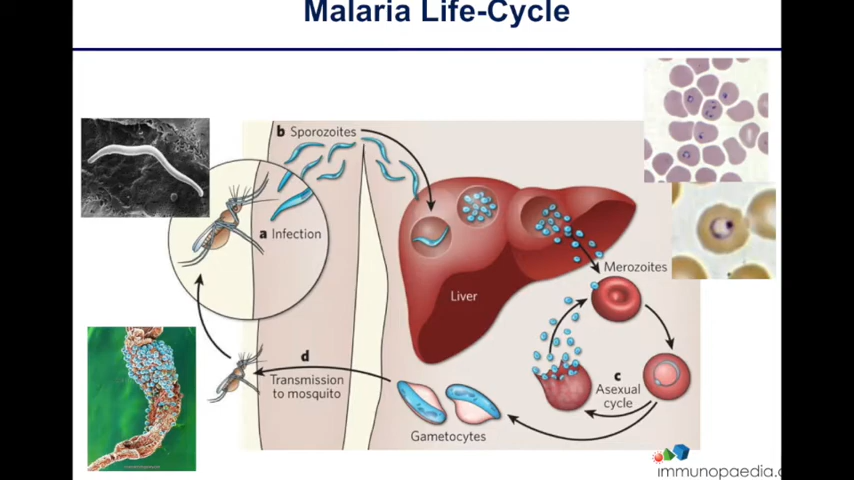 Malaria Life-Cycle
b Sporozoites
a Infection
Liver
Merozoites
c
Asexual
cycle
d
Transmission
to mosquito
Gametocytes
immunopaedia.